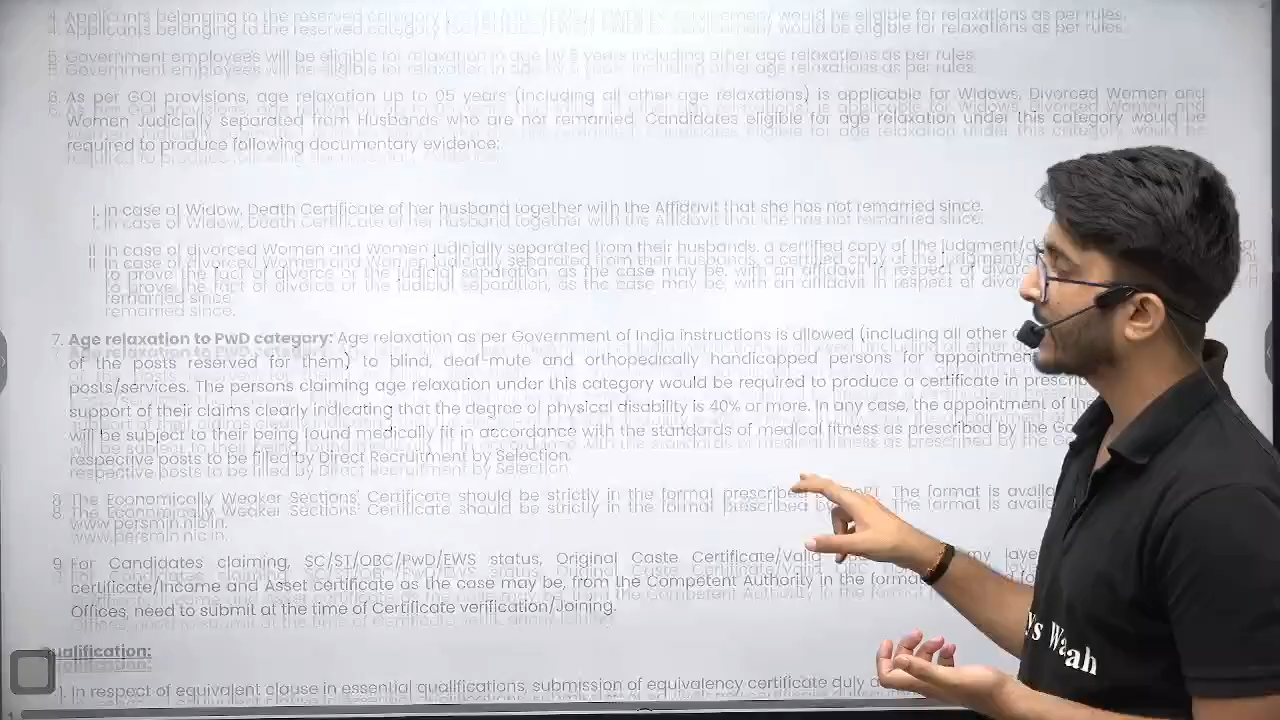 4. Applicants belonging to the reserved category would be eligible for relaxations as per rules.
5. Government employees will be eligible for relaxation in age by 5 years including other age relaxations as per rules.
6. As per GOI provisions, age relaxation up to 05 years (including all other age relaxations) is applicable for Widows, Divorced Women and
Women Judicially separated from Husbands who are not remarried. Candidates eligible for age relaxation under this category would be
required to produce following documentary evidence:
i. In case of Widow, Death Certificate of her husband together with the Affidavit that she has not remarried since.
ii. In case of divorced Women and Women judicially separated from their husbands, a certified copy of the judgment/
to prove the fact of divorce or the judicial separation, as the case may be, with an affidavit in respect of
remarried since.
7. Age relaxation to PwD category: Age relaxation as per Government of India instructions is allowed (including all other
of the posts reserved for them) to blind, deaf-mute and orthopedically handicapped persons for
posts/services. The persons claiming age relaxation under this category would be required to produce a certificate in
support of their claims clearly indicating that the degree of physical disability is 40% or more. In any case, the appointment of
will be subject to their being found medically fit in accordance with the standards of medical fitness as prescribed by the
respective posts to be filled by Direct Recruitment by Selection.
8. The Economically Weaker Sections' Certificate should be strictly in the format prescribed The format is
www.persmin.nic.in.
9. For Candidates claiming, SC/ST/OBC/PwD/EWS status, Original Caste Certificate/Valid
certificate/Income and Asset certificate as the case may be, from the Competent Authority in the format
Offices, need to submit at the time of Certificate verification/Joining.
ualification:
1. In respect of equivalent clause in essential qualifications, submission of equivalency certificate duly
ys W ah